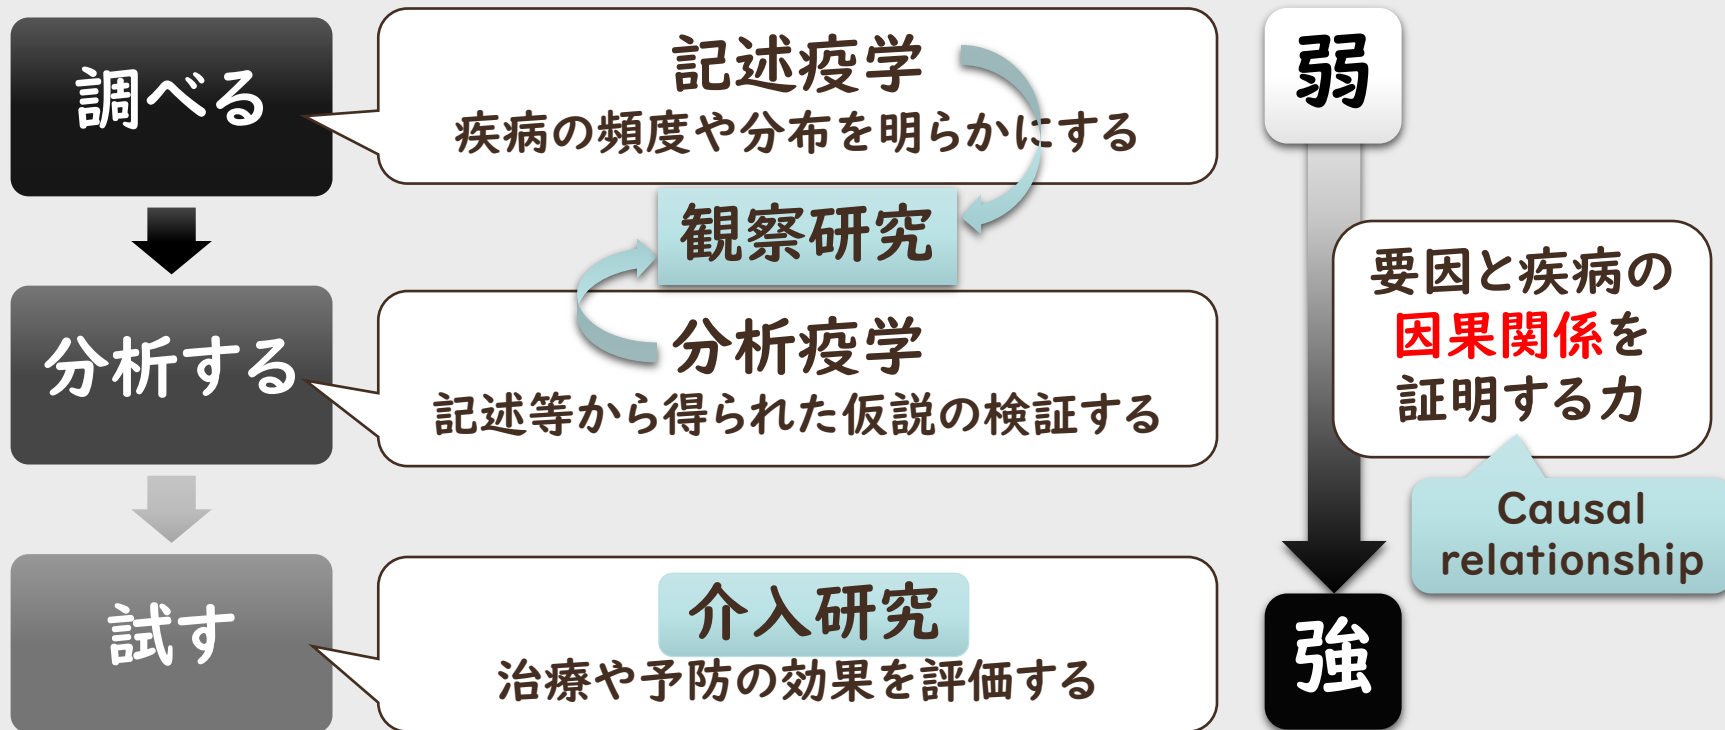 調べる
記述疫学
疾病の頻度や分布を明らかにする
観察研究
分析する
分析疫学
記述等から得られた仮説の検証する
試す
介入研究
治療や予防の効果を評価する
弱
要因と疾病の
因果関係を
証明する力
Causal
relationship
強